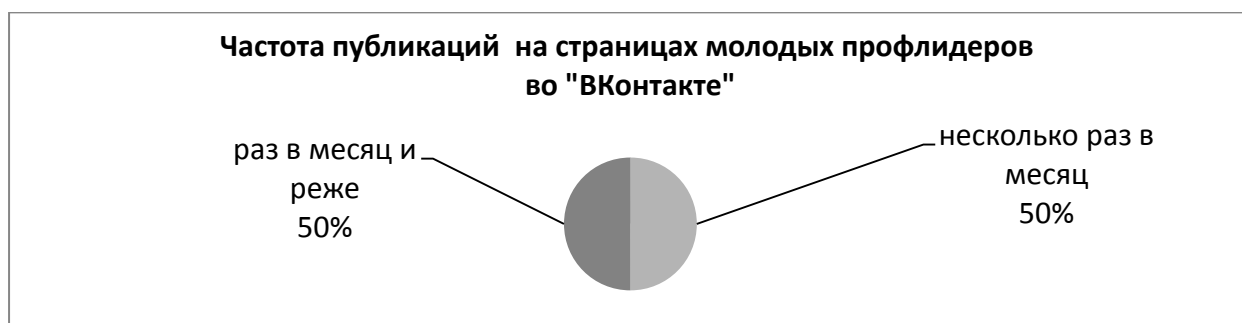 Частота публикаций на страницах молодых профлидеров
во "ВКонтакте"
раз в месяц и
реже
50%
несколько раз в
месяц
50%